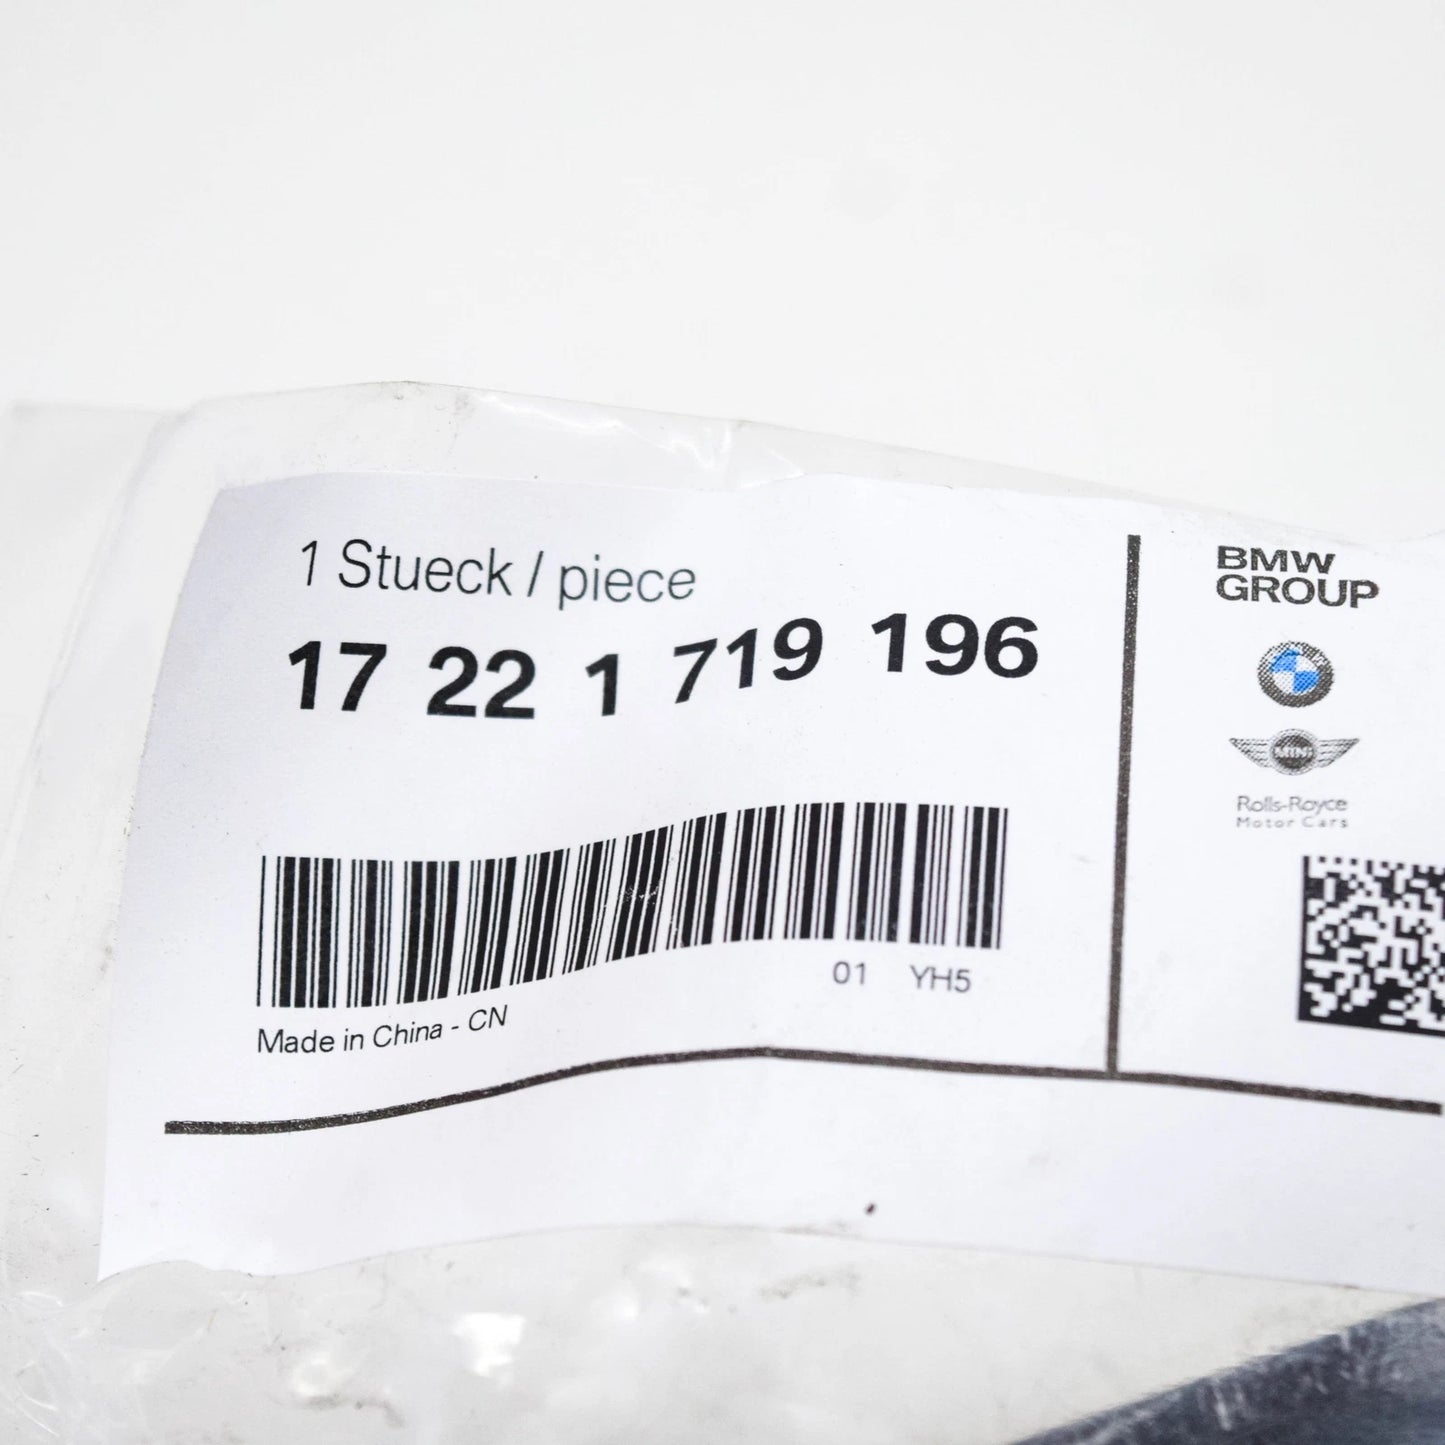 1 Stueck / piece
17 22 1 719 196
01 YH5
Made in China - CN
BMW
GROUP
MINI
Rolls-Royce
Motor Cars